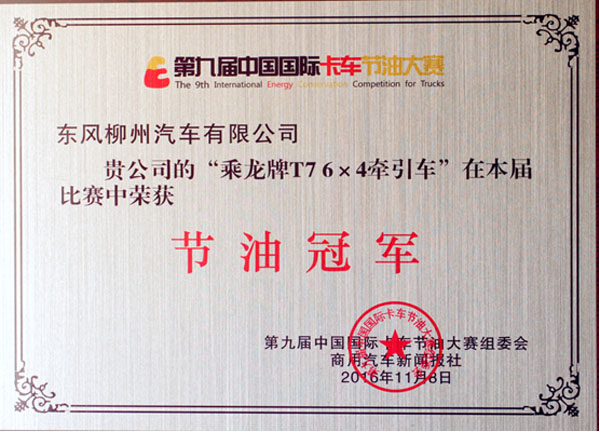 第九届中国国际卡车节油大赛
The 9th International Energy Conservation Competition for Trucks
东风柳州汽车有限公司
贵公司的“乘龙牌T7 6×4牵引车”在本届
比赛中荣获
节油冠军
第九届中国国际卡车节油大赛组委会
商用汽车新闻报社
2016年11月8日